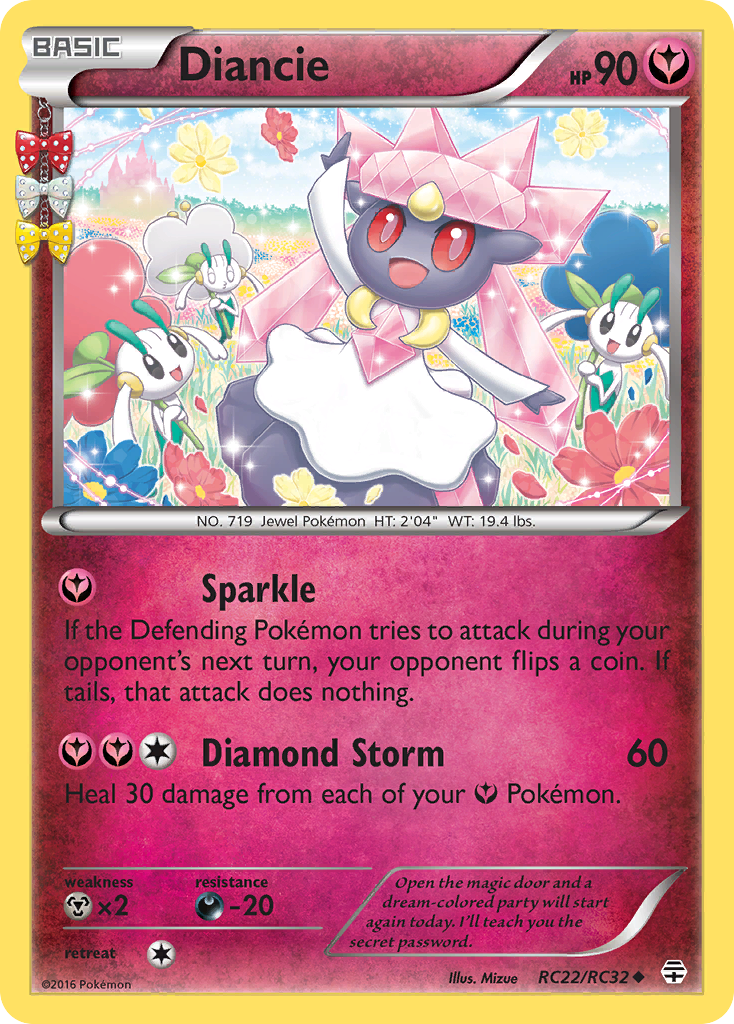 BASIC
Diancie
HP 90
NO. 719 Jewel Pokémon HT: 2'04" WT: 19.4 lbs.
Sparkle
If the Defending Pokémon tries to attack during your
opponent's next turn, your opponent flips a coin. If
tails, that attack does nothing.
Diamond Storm 60
Heal 30 damage from each of your Pokémon.
weakness resistance
×2 -20
retreat
Open the magic door and a
dream-colored party will start
again today. I'll teach you the
secret password.
©2016 Pokémon
Illus. Mizue RC22/RC32